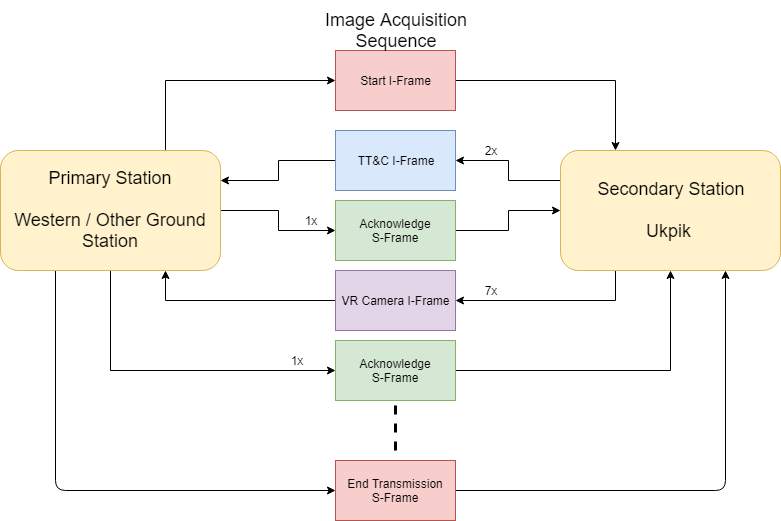 Image Acquisition
Sequence
Start I-Frame
TT&C I-Frame
2x
Primary Station
Western / Other Ground
Station
Secondary Station
Ukpik
1x
Acknowledge
S-Frame
VR Camera I-Frame
7x
1x
Acknowledge
S-Frame
End Transmission
S-Frame